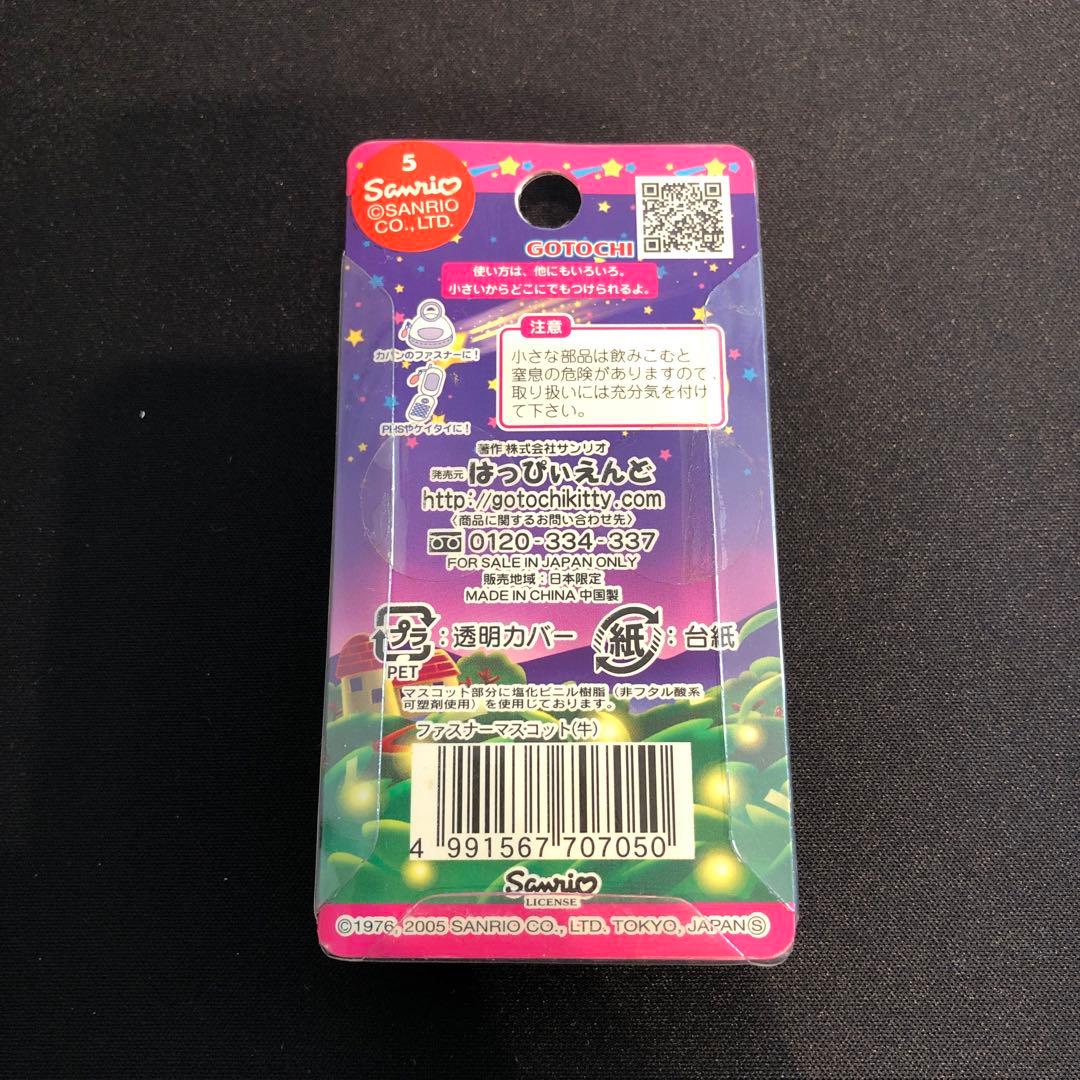 5
Sanrio
©SANRIO
CO., LTD.
GOTOCHI
使い方は、他にもいろいろ。
小さいからどこにでもつけられるよ。
カバンのファスナーに!
PHSやケイタイに!
注意
小さな部品は飲みこむと
窒息の危険がありますので、
取り扱いには充分気を付け
て下さい。
著作 株式会社サンリオ
発売元 はっぴぃえんど
http://gotochikitty.com
〈商品に関するお問い合わせ先〉
0120-334-337
FOR SALE IN JAPAN ONLY
販売地域:日本限定
MADE IN CHINA 中国製
プラ:透明カバー
PET
紙:台紙
マスコット部分に塩化ビニル樹脂(非フタル酸系
可塑剤使用)を使用しております。
ファスナーマスコット(牛)
4 991567 707050
Sanrio
LICENSE
©1976, 2005 SANRIO CO., LTD. TOKYO, JAPAN Ⓢ